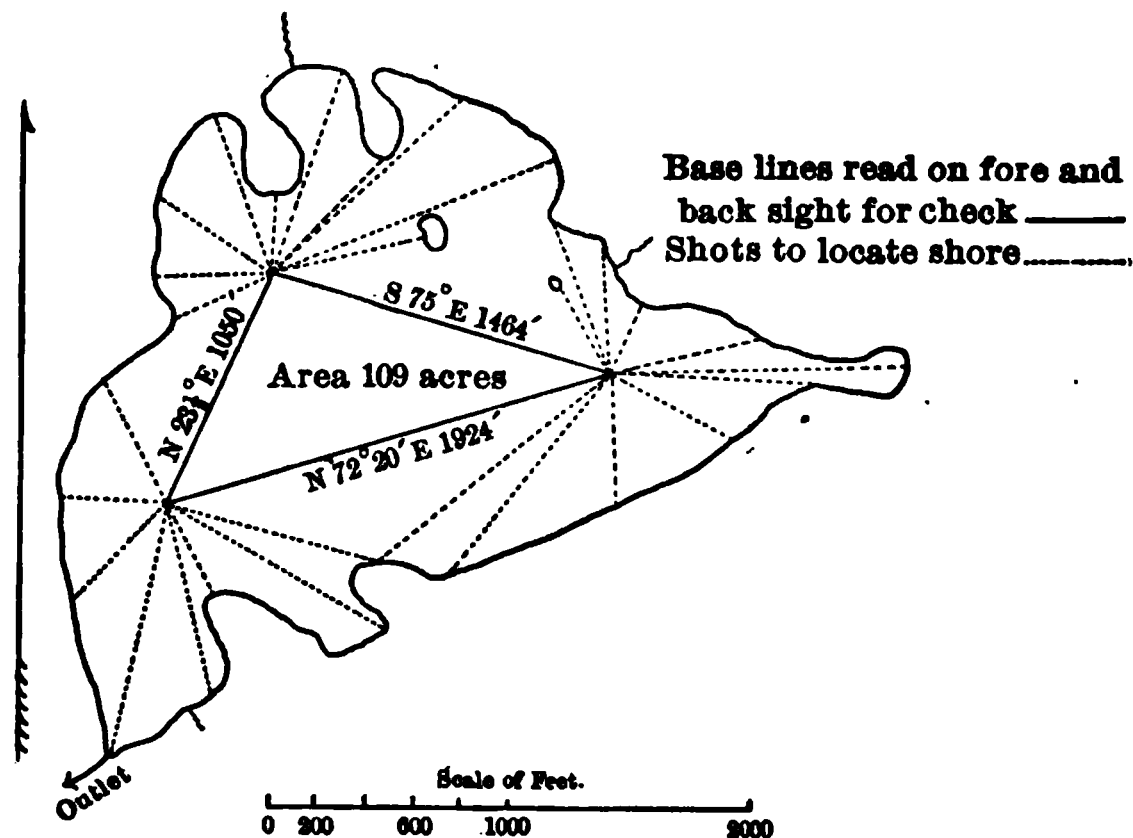 Base lines read on fore and
back sight for check
Shots to locate shore
S 75° E 1464′
N 23½° E 1050′
Area 109 acres
N 72° 20′ E 1924′
Outlet
Scale of Feet.
0 200 600 1000 2000